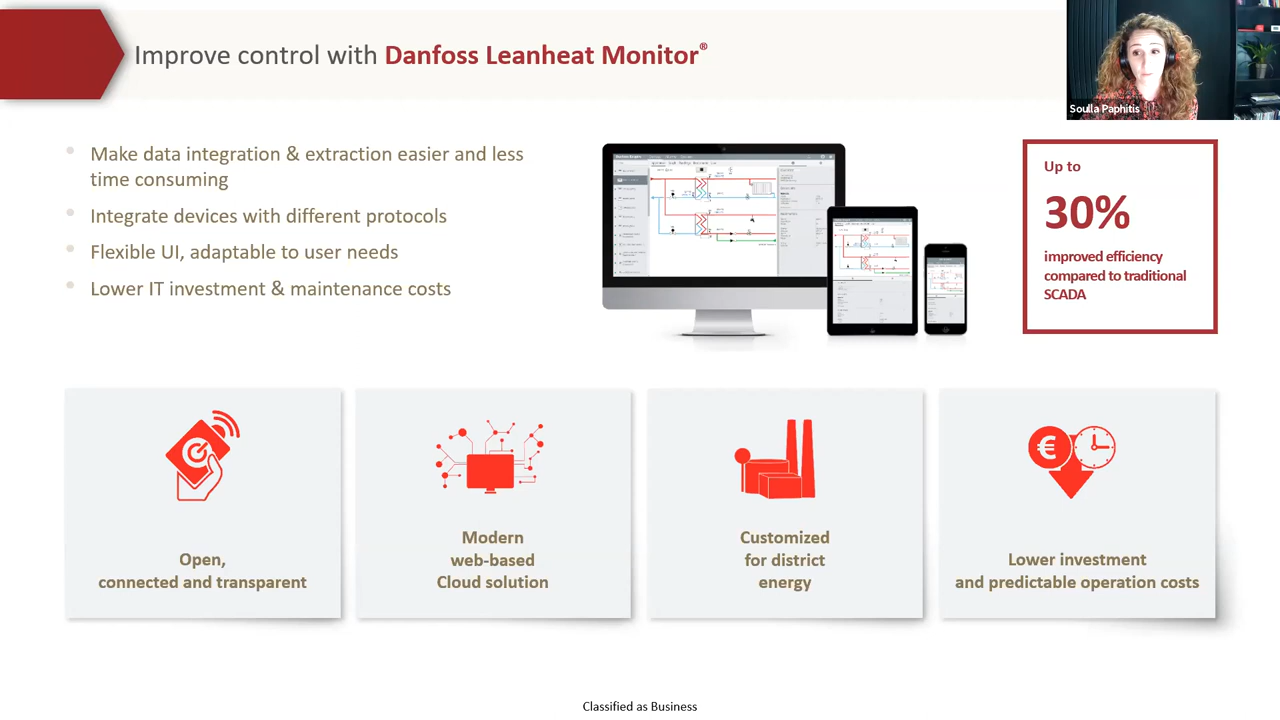 Improve control with Danfoss Leanheat Monitor®
Soulla Paphitis
Make data integration & extraction easier and less
time consuming
Integrate devices with different protocols
Flexible UI, adaptable to user needs
Lower IT investment & maintenance costs
Up to
30%
improved efficiency
compared to traditional
SCADA
Open,
connected and transparent
Modern
web-based
Cloud solution
Customized
for district
energy
Lower investment
and predictable operation costs
Classified as Business